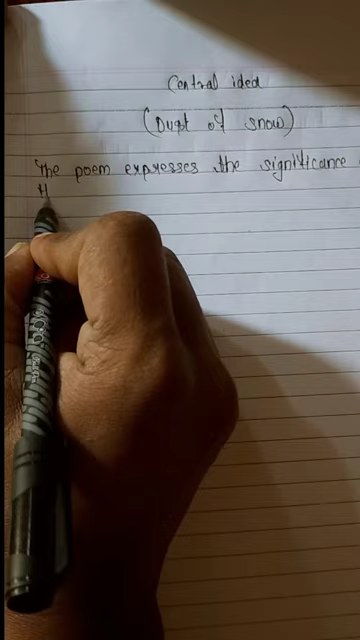 Central idea
(Dust of snow)
The poem expresses the significance
H